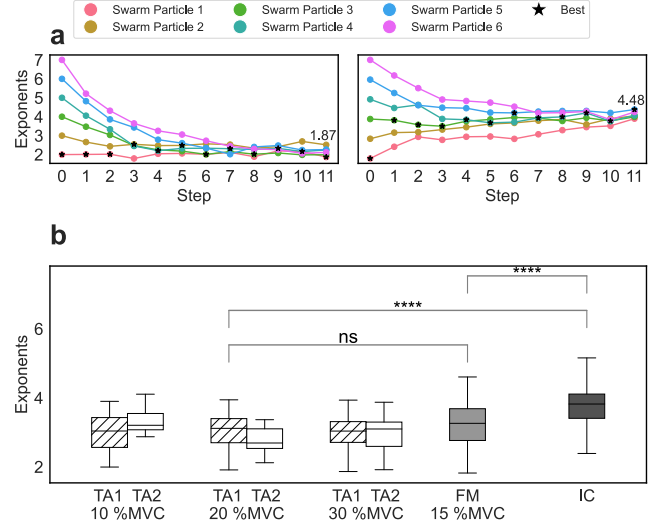 Swarm Particle 1 Swarm Particle 3 Swarm Particle 5 ★ Best
Swarm Particle 2 Swarm Particle 4 Swarm Particle 6
a
Exponents
7
6
5
4
3
2
1.87
0 1 2 3 4 5 6 7 8 9 10 11
Step
4.48
0 1 2 3 4 5 6 7 8 9 10 11
Step
b
Exponents
6
4
2
****
****
ns
TA1 TA2 TA1 TA2 TA1 TA2 FM IC
10 %MVC 20 %MVC 30 %MVC 15 %MVC